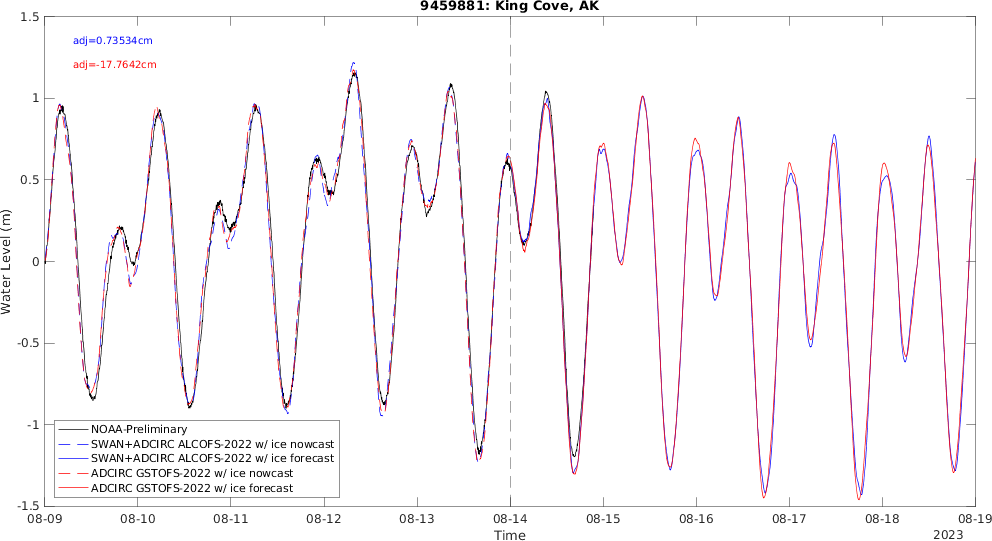 9459881: King Cove, AK
adj=0.73534cm
adj=-17.7642cm
Water Level (m)
1.5
1
0.5
0
-0.5
-1
-1.5
NOAA-Preliminary
SWAN+ADCIRC ALCOFS-2022 w/ ice nowcast
SWAN+ADCIRC ALCOFS-2022 w/ ice forecast
ADCIRC GSTOFS-2022 w/ ice nowcast
ADCIRC GSTOFS-2022 w/ ice forecast
08-09 08-10 08-11 08-12 08-13 08-14 08-15 08-16 08-17 08-18 08-19
Time
2023